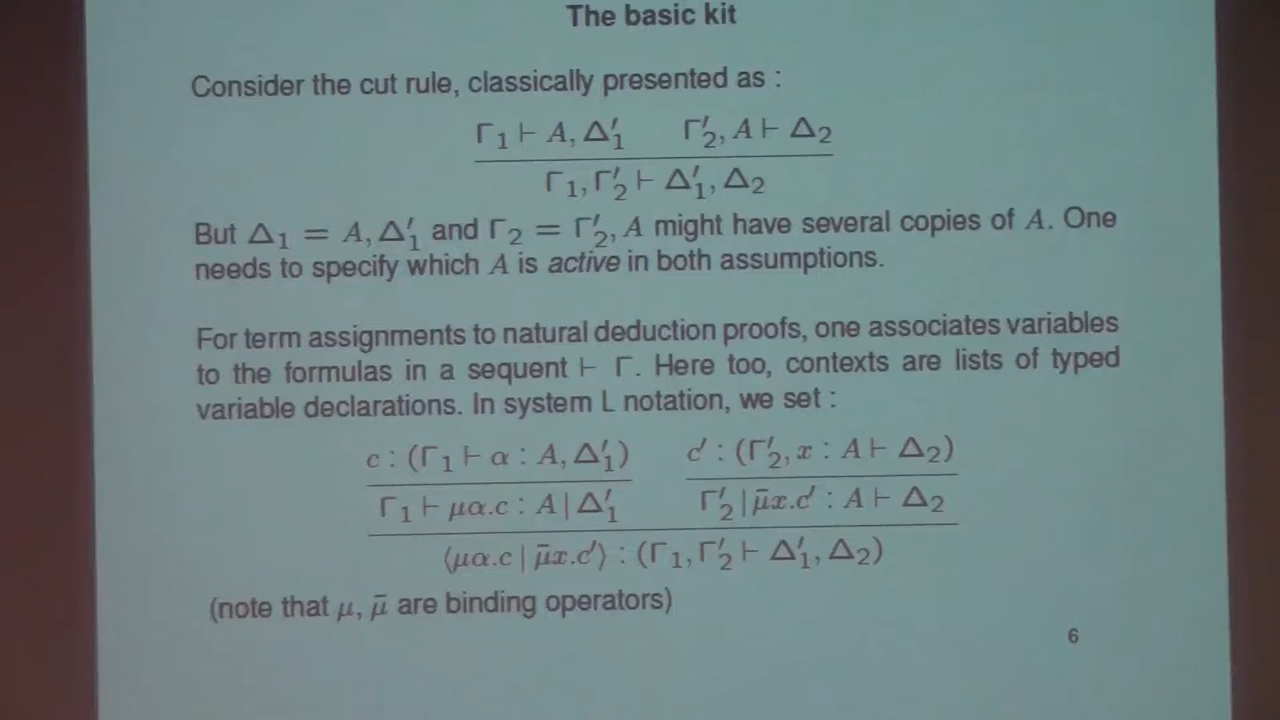 The basic kit
Consider the cut rule, classically presented as :
Γ₁ ⊢ A, Δ′₁    Γ′₂, A ⊢ Δ₂
Γ₁, Γ′₂ ⊢ Δ′₁, Δ₂
But Δ₁ = A, Δ′₁ and Γ₂ = Γ′₂, A might have several copies of A. One
needs to specify which A is active in both assumptions.
For term assignments to natural deduction proofs, one associates variables
to the formulas in a sequent ⊢ Γ. Here too, contexts are lists of typed
variable declarations. In system L notation, we set :
c : (Γ₁ ⊢ α : A, Δ′₁)    c′ : (Γ′₂, x : A ⊢ Δ₂)
Γ₁ ⊢ μα.c : A | Δ′₁    Γ′₂ | μ̄x.c′ : A ⊢ Δ₂
⟨μα.c | μ̄x.c′⟩ : (Γ₁, Γ′₂ ⊢ Δ′₁, Δ₂)
(note that μ, μ̄ are binding operators)
6